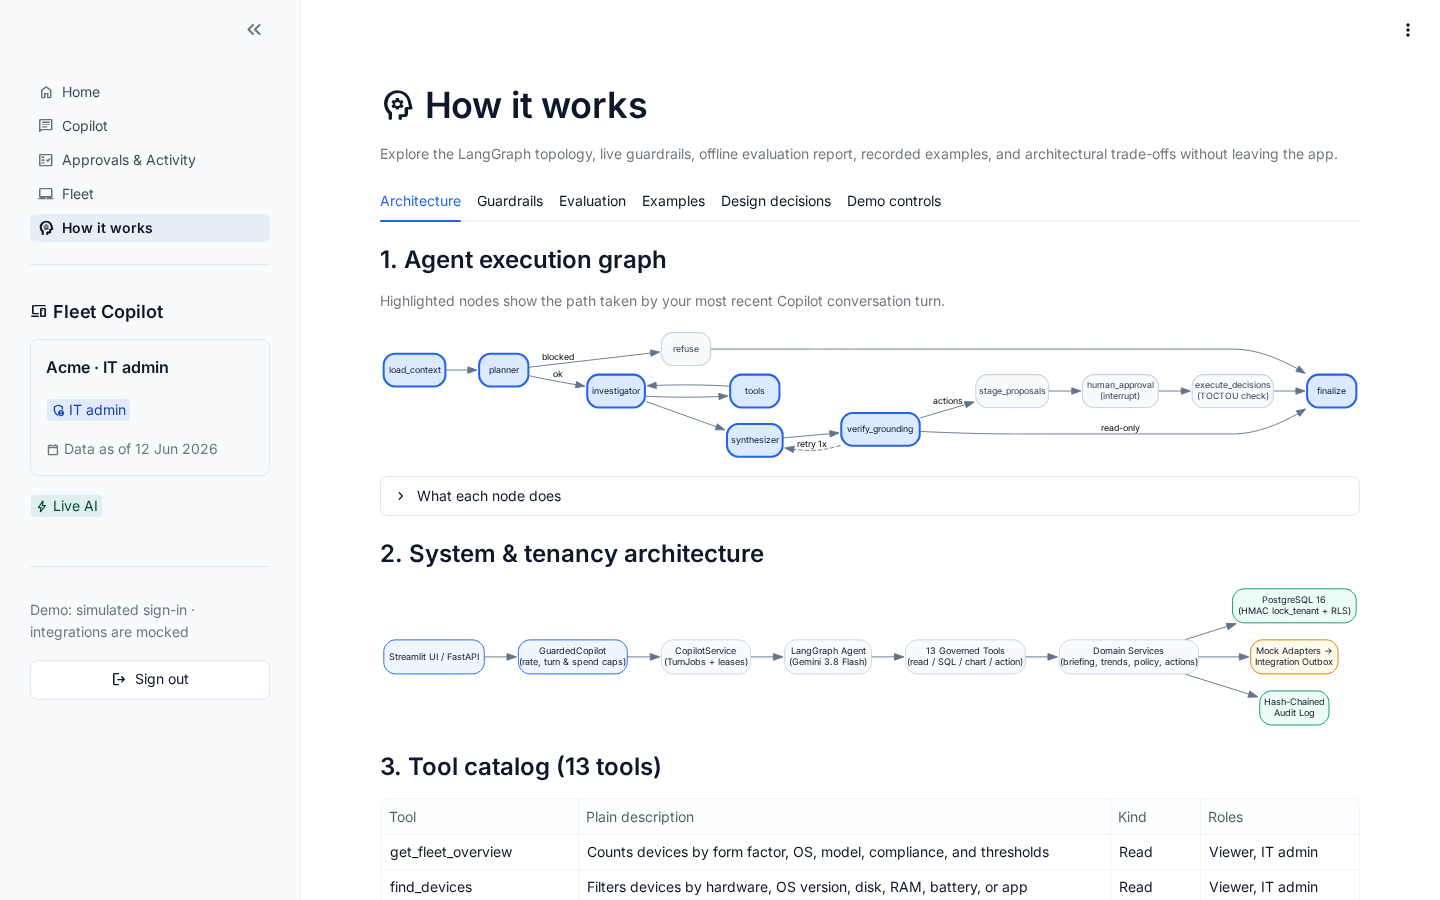 Home
Copilot
Approvals & Activity
Fleet
How it works
Fleet Copilot
Acme · IT admin
IT admin
Data as of 12 Jun 2026
Live AI
Demo: simulated sign-in ·
integrations are mocked
Sign out
How it works
Explore the LangGraph topology, live guardrails, offline evaluation report, recorded examples, and architectural trade-offs without leaving the app.
Architecture Guardrails Evaluation Examples Design decisions Demo controls
1. Agent execution graph
Highlighted nodes show the path taken by your most recent Copilot conversation turn.
load_context
planner
blocked
ok
refuse
investigator
tools
synthesizer
retry 1x
verify_grounding
actions
read-only
stage_proposals
human_approval
(interrupt)
execute_decisions
(TOCTOU check)
finalize
What each node does
2. System & tenancy architecture
Streamlit UI / FastAPI
GuardedCopilot
(rate, turn & spend caps)
CopilotService
(TurnJobs + leases)
LangGraph Agent
(Gemini 3.8 Flash)
13 Governed Tools
(read / SQL / chart / action)
Domain Services
(briefing, trends, policy, actions)
PostgreSQL 16
(HMAC lock_tenant + RLS)
Mock Adapters →
Integration Outbox
Hash-Chained
Audit Log
3. Tool catalog (13 tools)
Tool Plain description Kind Roles
get_fleet_overview Counts devices by form factor, OS, model, compliance, and thresholds Read Viewer, IT admin
find_devices Filters devices by hardware, OS version, disk, RAM, battery, or app Read Viewer, IT admin